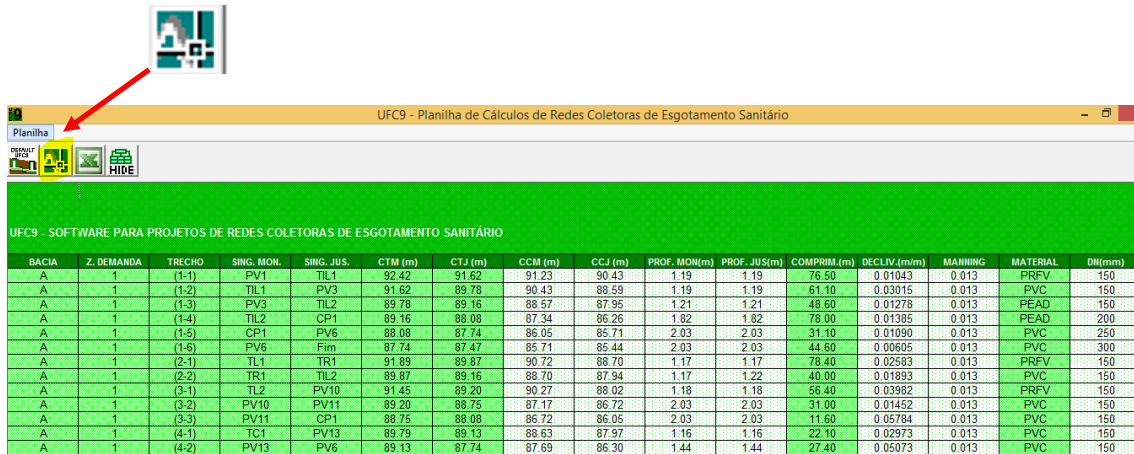 UFC9 - Planilha de Cálculos de Redes Coletoras de Esgotamento Sanitário
Planilha
DEFAULT
UFC9
HIDE
UFC9 - SOFTWARE PARA PROJETOS DE REDES COLETORAS DE ESGOTAMENTO SANITÁRIO
BACIA Z. DEMANDA TRECHO SING. MON. SING. JUS. CTM (m) CTJ (m) CCM (m) CCJ (m) PROF. MON(m) PROF. JUS(m) COMPRIM.(m) DECLIV.(m/m) MANNING MATERIAL DN(mm)
A 1 (1-1) PV1 TIL1 92.42 91.62 91.23 90.43 1.19 1.19 76.50 0.01043 0.013 PRFV 150
A 1 (1-2) TIL1 PV3 91.62 89.78 90.43 88.59 1.19 1.19 61.10 0.03015 0.013 PVC 150
A 1 (1-3) PV3 TIL2 89.78 89.16 88.57 87.95 1.21 1.21 48.60 0.01278 0.013 PEAD 150
A 1 (1-4) TIL2 CP1 89.16 88.08 87.34 86.26 1.82 1.82 78.00 0.01385 0.013 PEAD 200
A 1 (1-5) CP1 PV6 88.08 87.74 86.05 85.71 2.03 2.03 31.10 0.01090 0.013 PVC 250
A 1 (1-6) PV6 Fim 87.74 87.47 85.71 85.44 2.03 2.03 44.60 0.00605 0.013 PVC 300
A 1 (2-1) TL1 TR1 91.89 89.87 90.72 88.70 1.17 1.17 78.40 0.02583 0.013 PRFV 150
A 1 (2-2) TR1 TIL2 89.87 89.16 88.70 87.94 1.17 1.22 40.00 0.01893 0.013 PVC 150
A 1 (3-1) TL2 PV10 91.45 89.20 90.27 88.02 1.18 1.18 56.40 0.03982 0.013 PRFV 150
A 1 (3-2) PV10 PV11 89.20 88.75 87.17 86.72 2.03 2.03 31.00 0.01452 0.013 PVC 150
A 1 (3-3) PV11 CP1 88.75 88.08 86.72 86.05 2.03 2.03 11.60 0.05784 0.013 PVC 150
A 1 (4-1) TC1 PV13 89.79 89.13 88.63 87.97 1.16 1.16 22.10 0.02973 0.013 PVC 150
A 1 (4-2) PV13 PV6 89.13 87.74 87.69 86.30 1.44 1.44 27.40 0.05073 0.013 PVC 150